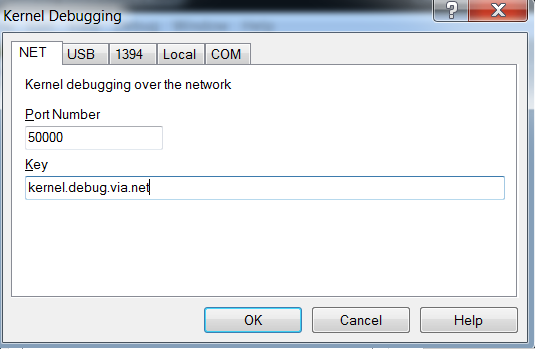 Kernel Debugging
NET USB 1394 Local COM
Kernel debugging over the network
Port Number
50000
Key
kernel.debug.via.net
OK Cancel Help